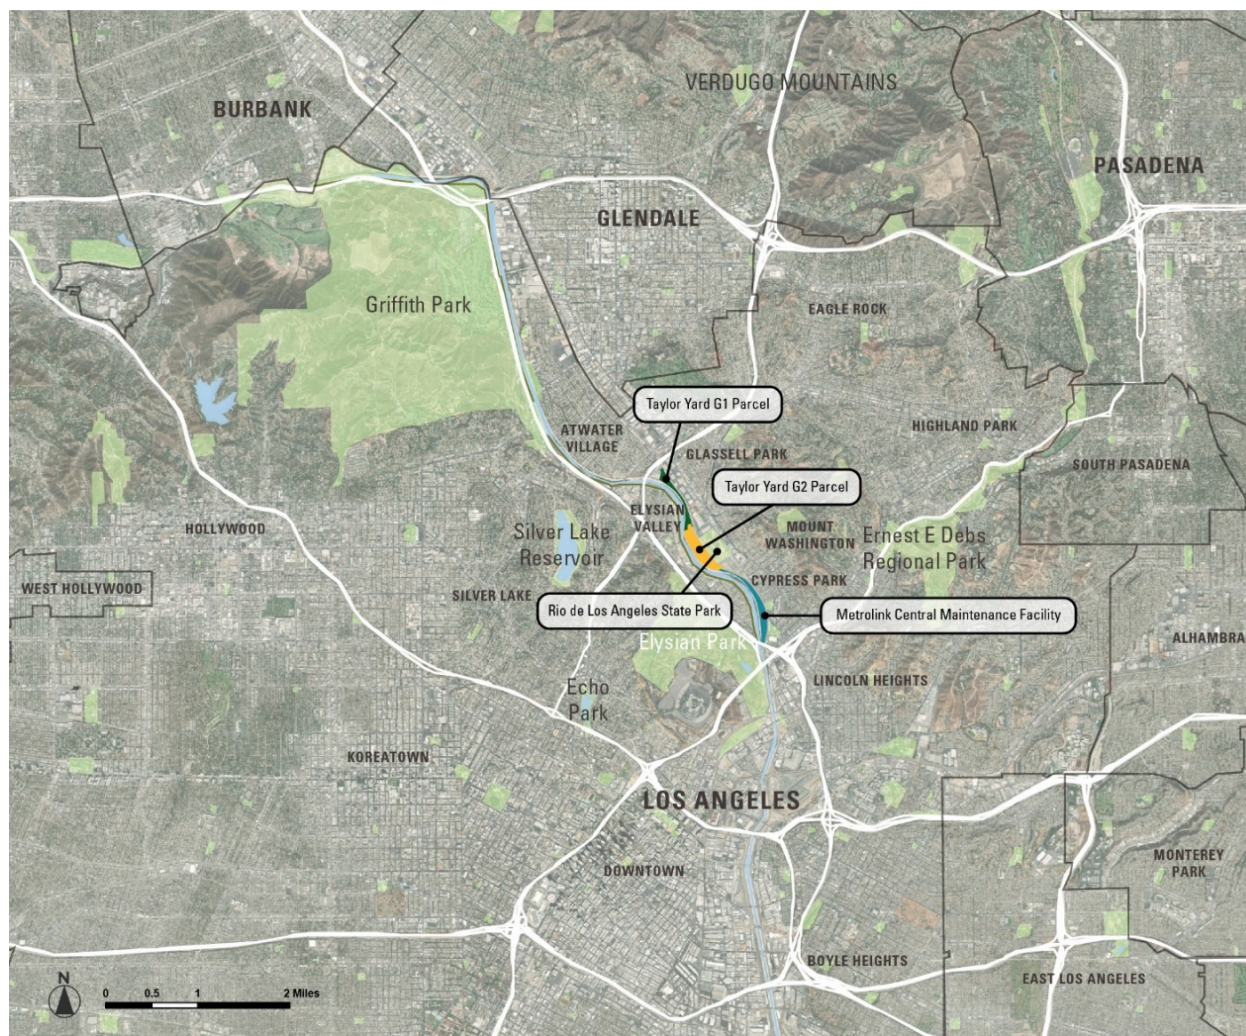 VERDUGO MOUNTAINS
BURBANK
PASADENA
GLENDALE
Griffith Park
EAGLE ROCK
Taylor Yard G1 Parcel
ATWATER
VILLAGE
HIGHLAND PARK
GLASSELL PARK
SOUTH PASADENA
Taylor Yard G2 Parcel
ELYSIAN
VALLEY
HOLLYWOOD
Silver Lake
Reservoir
MOUNT
WASHINGTON
Ernest E Debs
Regional Park
WEST HOLLYWOOD
CYPRESS PARK
SILVER LAKE
Rio de Los Angeles State Park
Metrolink Central Maintenance Facility
Elysian Park
ALHAMBRA
LINCOLN HEIGHTS
Echo
Park
KOREATOWN
LOS ANGELES
DOWNTOWN
MONTEREY
PARK
BOYLE HEIGHTS
EAST LOS ANGELES
N
0 0.5 1 2 Miles